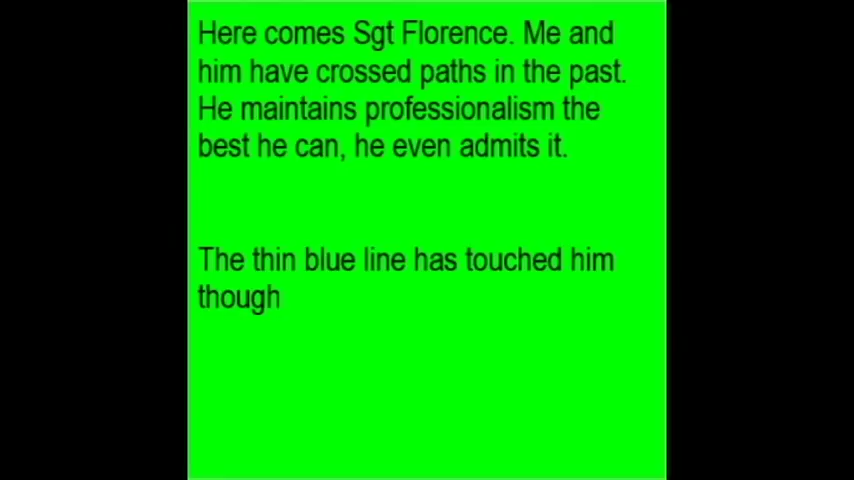 Here comes Sgt Florence. Me and
him have crossed paths in the past.
He maintains professionalism the
best he can, he even admits it.
The thin blue line has touched him
though